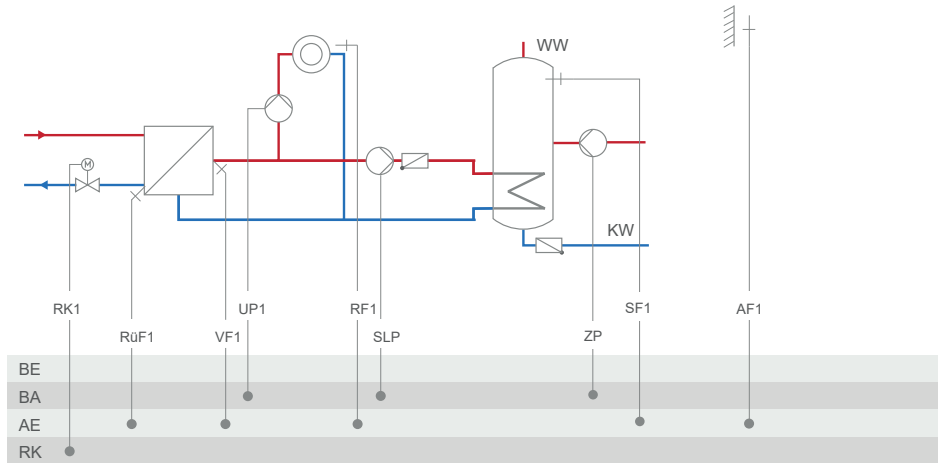 WW
M
KW
RK1 UP1 RF1 SF1 AF1
RüF1 VF1 SLP ZP
BE
BA
AE
RK